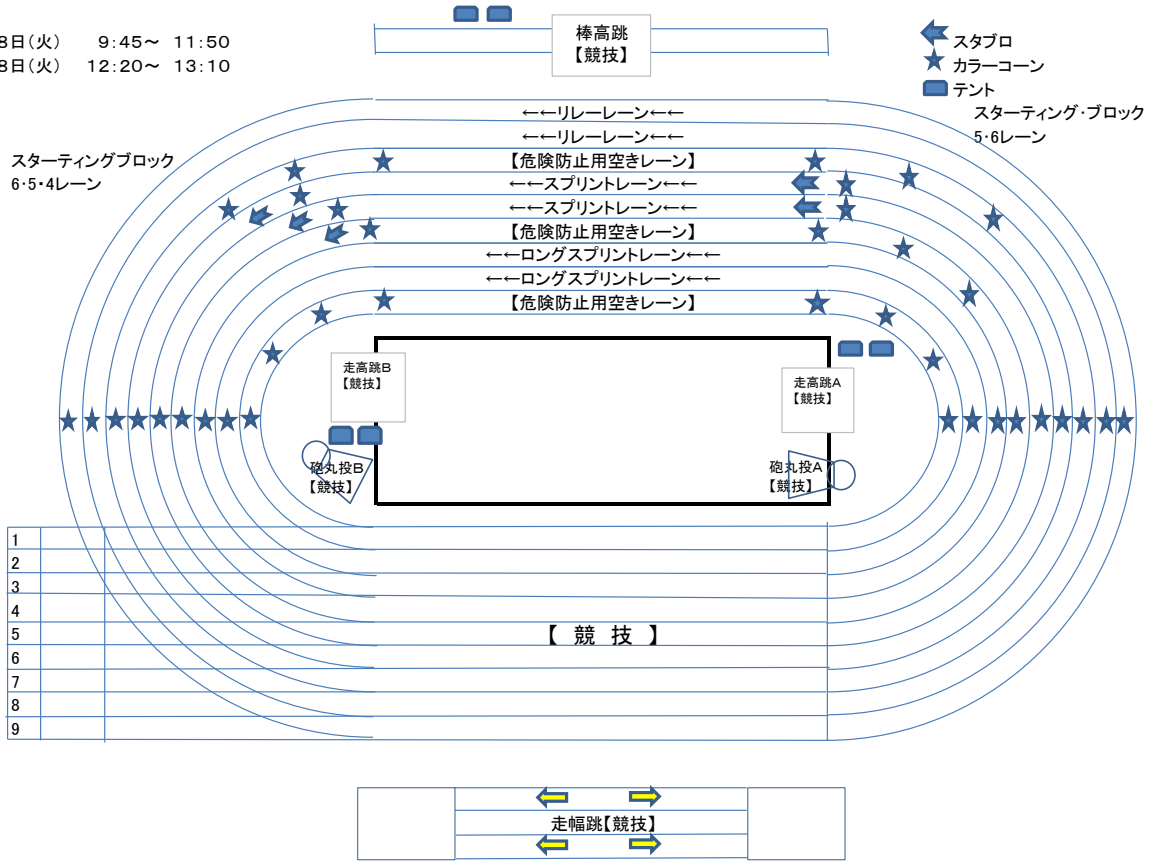 8日(火) 9:45~ 11:50
8日(火) 12:20~ 13:10
棒高跳
【競技】
スタブロ
カラーコーン
テント
スターティング・ブロック
5・6レーン
スターティングブロック
6・5・4レーン
←←リレーレーン←←
←←リレーレーン←←
【危険防止用空きレーン】
←←スプリントレーン←←
←←スプリントレーン←←
【危険防止用空きレーン】
←←ロングスプリントレーン←←
←←ロングスプリントレーン←←
【危険防止用空きレーン】
走高跳B
【競技】
走高跳A
【競技】
砲丸投B
【競技】
砲丸投A
【競技】
1
2
3
4
5
6
7
8
9
【 競 技 】
走幅跳【競技】